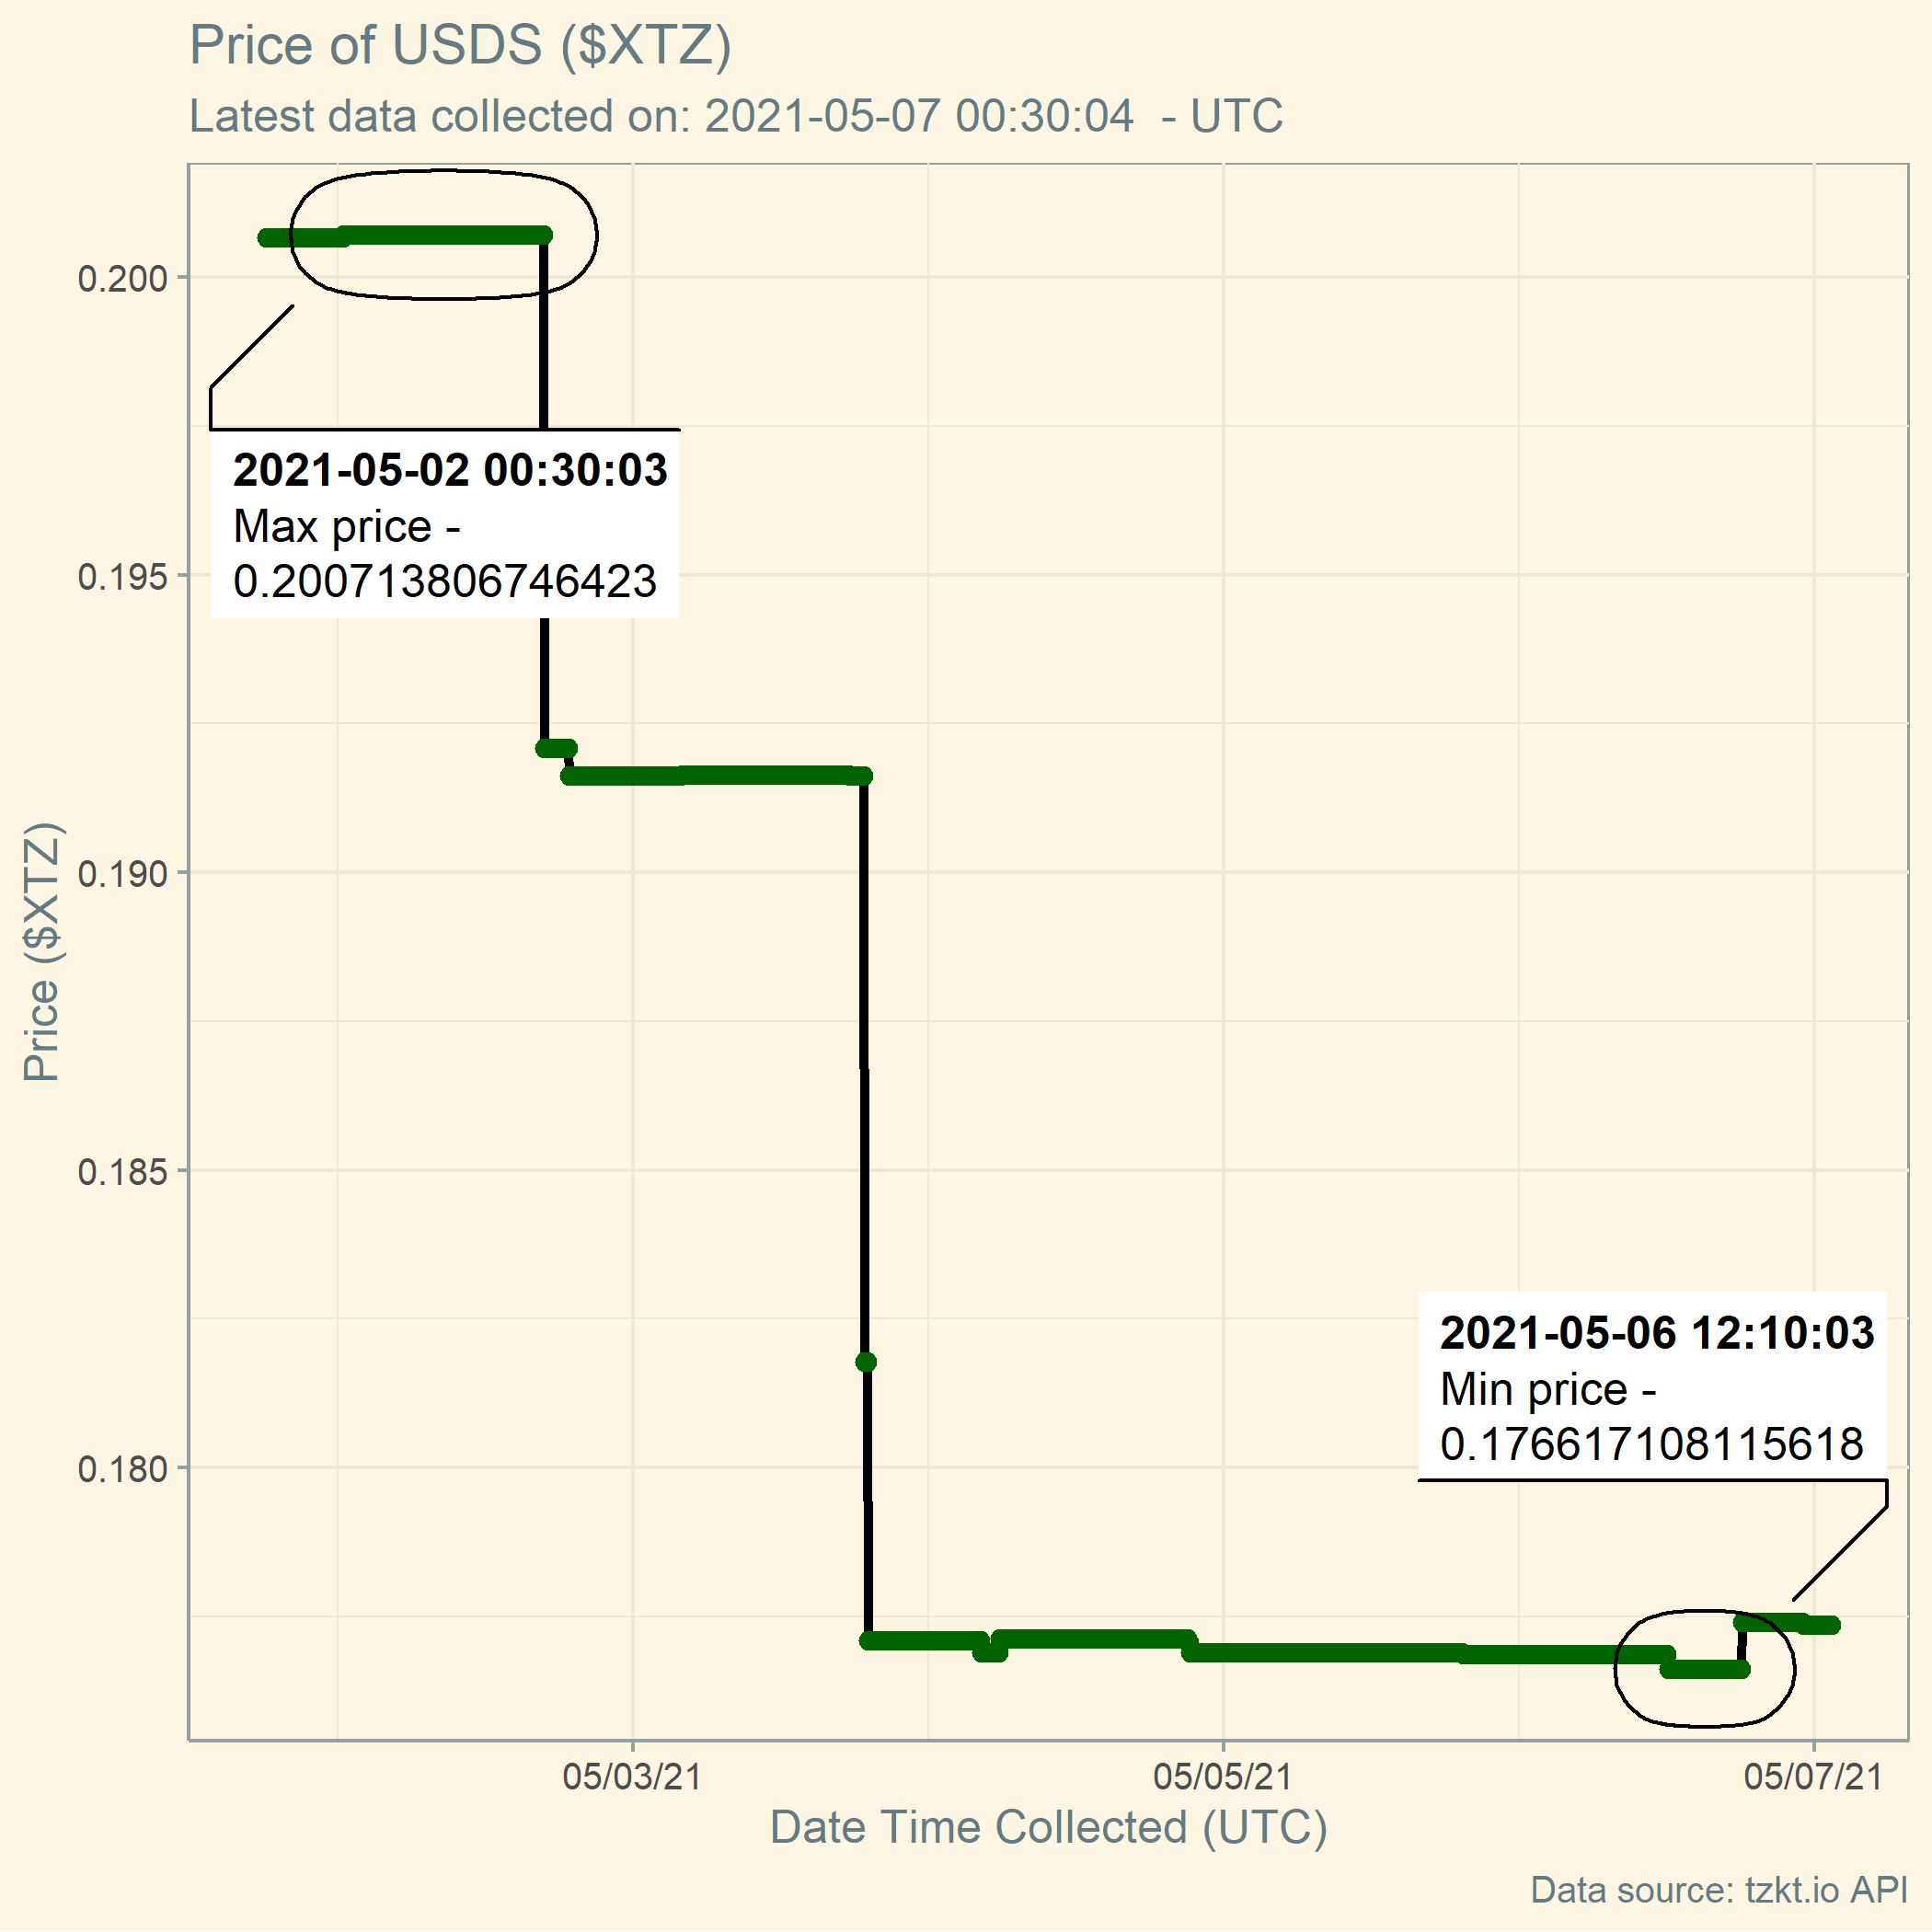 Price of USDS ($XTZ)
Latest data collected on: 2021-05-07 00:30:04  - UTC
0.200
2021-05-02 00:30:03
Max price -
0.200713806746423
0.195
0.190
Price ($XTZ)
0.185
2021-05-06 12:10:03
Min price -
0.176617108115618
0.180
05/03/21
05/05/21
05/07/21
Date Time Collected (UTC)
Data source: tzkt.io API